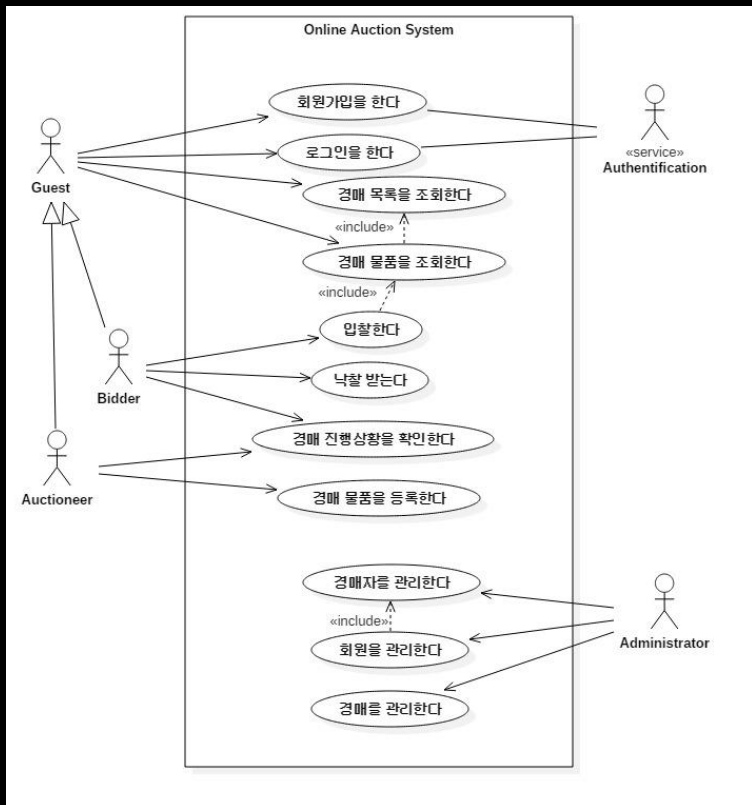 Online Auction System
회원가입을 한다
로그인을 한다
«service»
Authentification
Guest
경매 목록을 조회한다
«include»
경매 물품을 조회한다
«include»
입찰한다
Bidder
낙찰 받는다
경매 진행상황을 확인한다
Auctioneer
경매 물품을 등록한다
경매자를 관리한다
«include»
Administrator
회원을 관리한다
경매를 관리한다